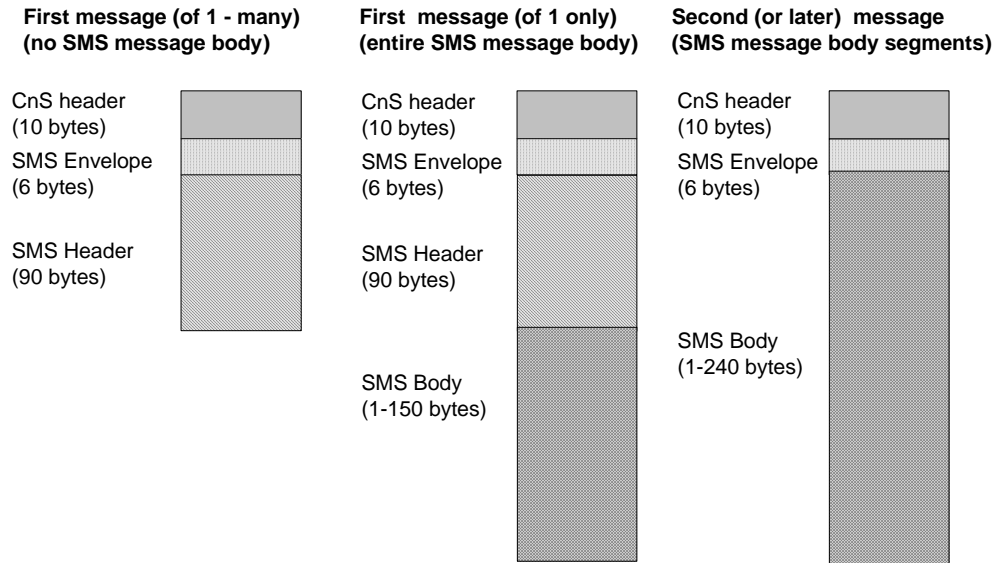 First message (of 1 - many)
(no SMS message body)
CnS header
(10 bytes)
SMS Envelope
(6 bytes)
SMS Header
(90 bytes)
First message (of 1 only)
(entire SMS message body)
CnS header
(10 bytes)
SMS Envelope
(6 bytes)
SMS Header
(90 bytes)
SMS Body
(1-150 bytes)
Second (or later) message
(SMS message body segments)
CnS header
(10 bytes)
SMS Envelope
(6 bytes)
SMS Body
(1-240 bytes)